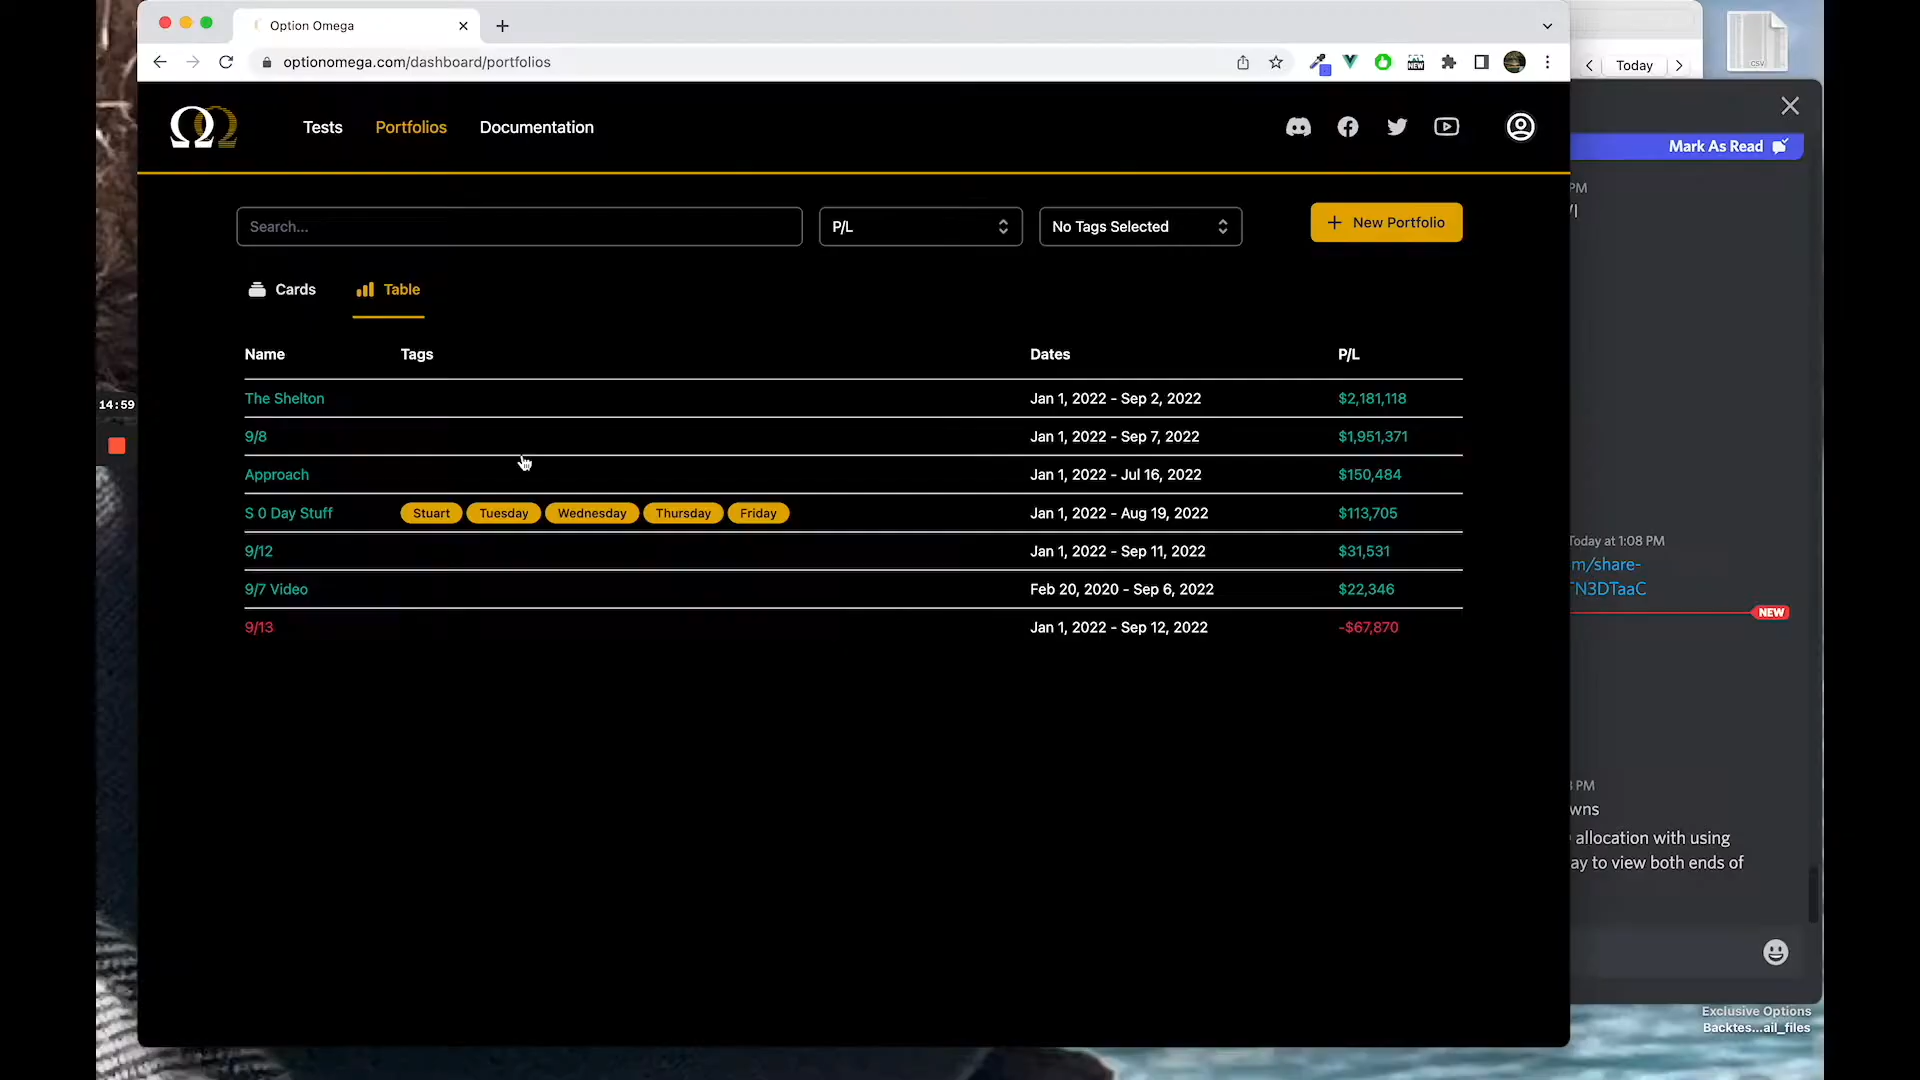 Option Omega
optionomega.com/dashboard/portfolios
Today
CSV
NEW
ΩΩ
Tests
Portfolios
Documentation
Mark As Read
PM
Search...
P/L
No Tags Selected
+ New Portfolio
Cards
Table
Name Tags Dates P/L
14:59
The Shelton Jan 1, 2022 - Sep 2, 2022 $2,181,118
9/8 Jan 1, 2022 - Sep 7, 2022 $1,951,371
Approach Jan 1, 2022 - Jul 16, 2022 $150,484
S 0 Day Stuff Stuart Tuesday Wednesday Thursday Friday Jan 1, 2022 - Aug 19, 2022 $113,705
9/12 Jan 1, 2022 - Sep 11, 2022 $31,531
9/7 Video Feb 20, 2020 - Sep 6, 2022 $22,346
9/13 Jan 1, 2022 - Sep 12, 2022 -$67,870
Today at 1:08 PM
m/share-
TN3DTaaC
NEW
PM
wns
allocation with using
ay to view both ends of
Exclusive Options
Backtes...ail_files